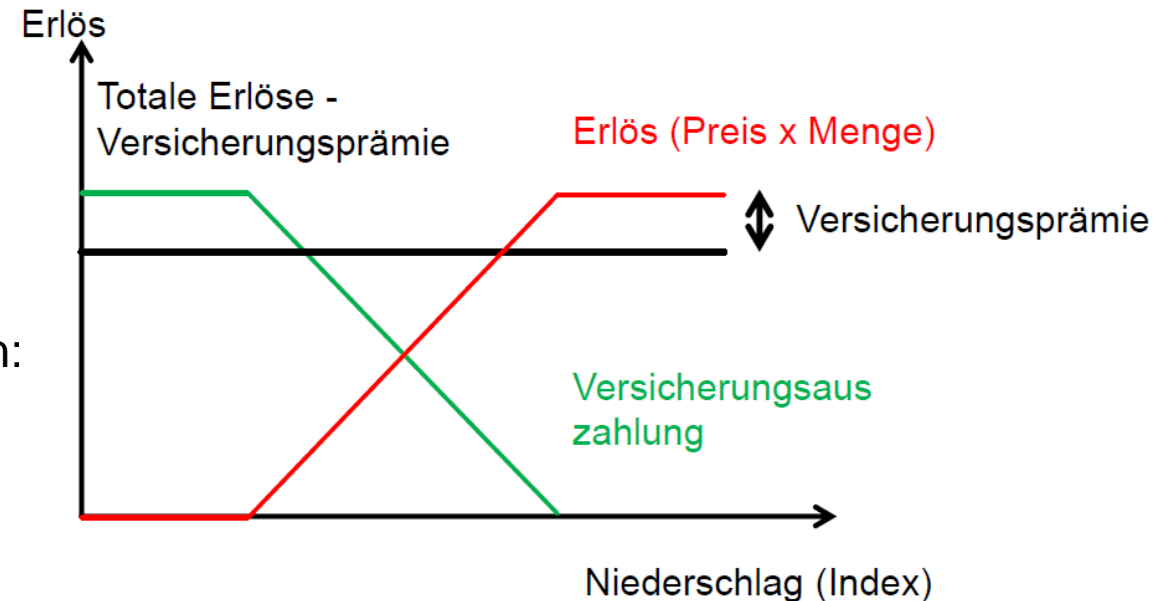 Erlös
Totale Erlöse -
Versicherungsprämie
Erlös (Preis x Menge)
Versicherungsprämie
n:
Versicherungsaus
zahlung
Niederschlag (Index)